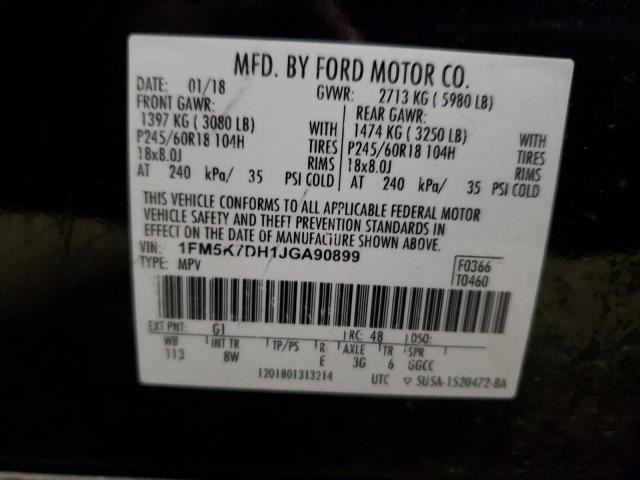 MFD. BY FORD MOTOR CO.
DATE: 01/18 GVWR: 2713 KG (5980 LB)
FRONT GAWR: REAR GAWR:
1397 KG (3080 LB) WITH 1474 KG (3250 LB) WITH
P245/60R18 104H TIRES P245/60R18 104H TIRES
18x8.0J RIMS 18x8.0J RIMS
AT 240 kPa/ 35 PSI COLD AT 240 kPa/ 35 PSI COLD
THIS VEHICLE CONFORMS TO ALL APPLICABLE FEDERAL MOTOR
VEHICLE SAFETY AND THEFT PREVENTION STANDARDS IN
EFFECT ON THE DATE OF MANUFACTURE SHOWN ABOVE.
VIN: 1FM5K7DH1JGA90899
TYPE: MPV
F0366
T0460
EXT PNT: G1 RC: 48 DSO:
WB INT TR TP/PS R AXLE TR SPR
113 8W E 3G 6 GGCC
1201801313214 UTC ▽ 5U5A-1520472-8A